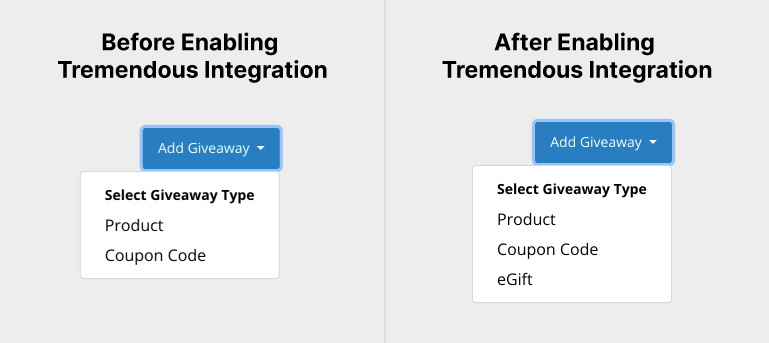 Before Enabling
Tremendous Integration
Add Giveaway
Select Giveaway Type
Product
Coupon Code
After Enabling
Tremendous Integration
Add Giveaway
Select Giveaway Type
Product
Coupon Code
eGift